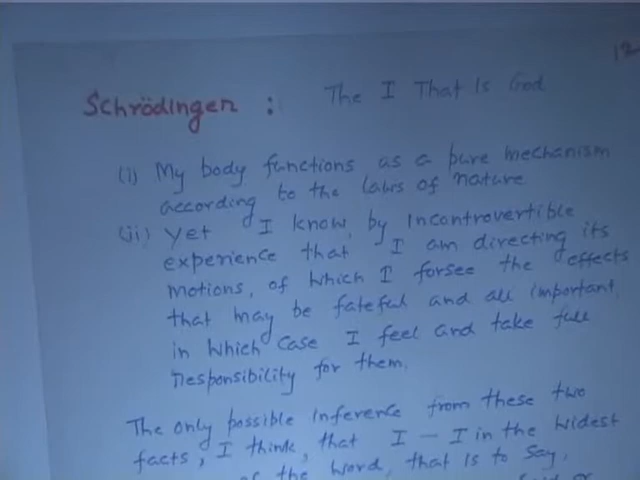 12
Schrödingen : The I That Is God
(i) My body functions as a pure mechanism
according to the laws of nature
(ii) Yet I know, by incontrovertible
experience that I am directing its
motions, of which I forsee the effects
that may be fateful and all important,
in which case I feel and take full
responsibility for them.
The only possible inference from these two
facts, I think, that I – I in the widest
of the word, that is to say,